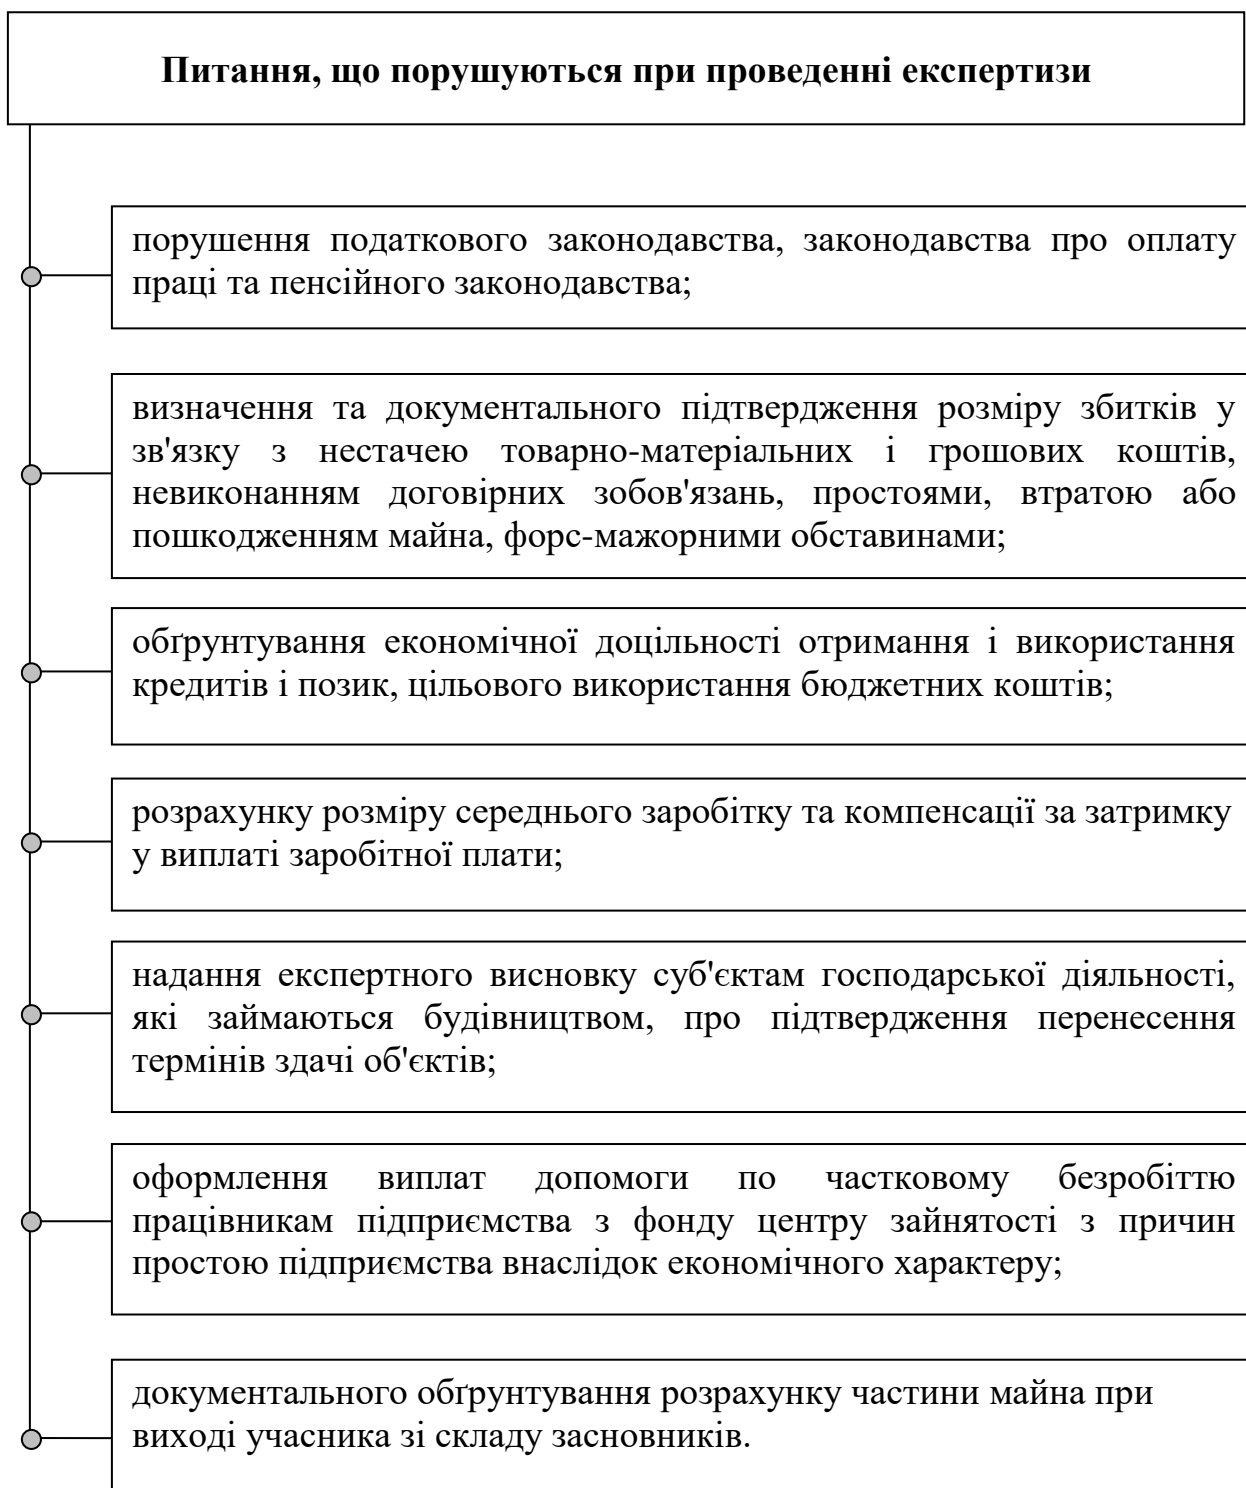 Питання, що порушуються при проведенні експертизи
порушення податкового законодавства, законодавства про оплату
праці та пенсійного законодавства;
визначення та документального підтвердження розміру збитків у
зв'язку з нестачею товарно-матеріальних і грошових коштів,
невиконанням договірних зобов'язань, простоями, втратою або
пошкодженням майна, форс-мажорними обставинами;
обґрунтування економічної доцільності отримання і використання
кредитів і позик, цільового використання бюджетних коштів;
розрахунку розміру середнього заробітку та компенсації за затримку
у виплаті заробітної плати;
надання експертного висновку суб'єктам господарської діяльності,
які займаються будівництвом, про підтвердження перенесення
термінів здачі об'єктів;
оформлення виплат допомоги по частковому безробіттю
працівникам підприємства з фонду центру зайнятості з причин
простою підприємства внаслідок економічного характеру;
документального обґрунтування розрахунку частини майна при
виході учасника зі складу засновників.